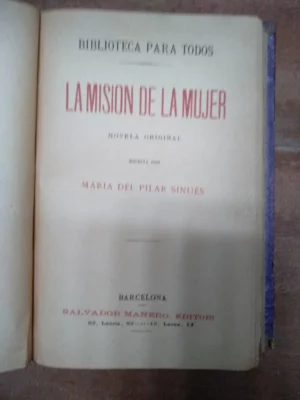 BIBLIOTECA PARA TODOS
LA MISION DE LA MUJER
NOVELA ORIGINAL
ESCRITA POR
MARIA DEL PILAR SINUÉS
BARCELONA
SALVADOR MANERO, EDITOR